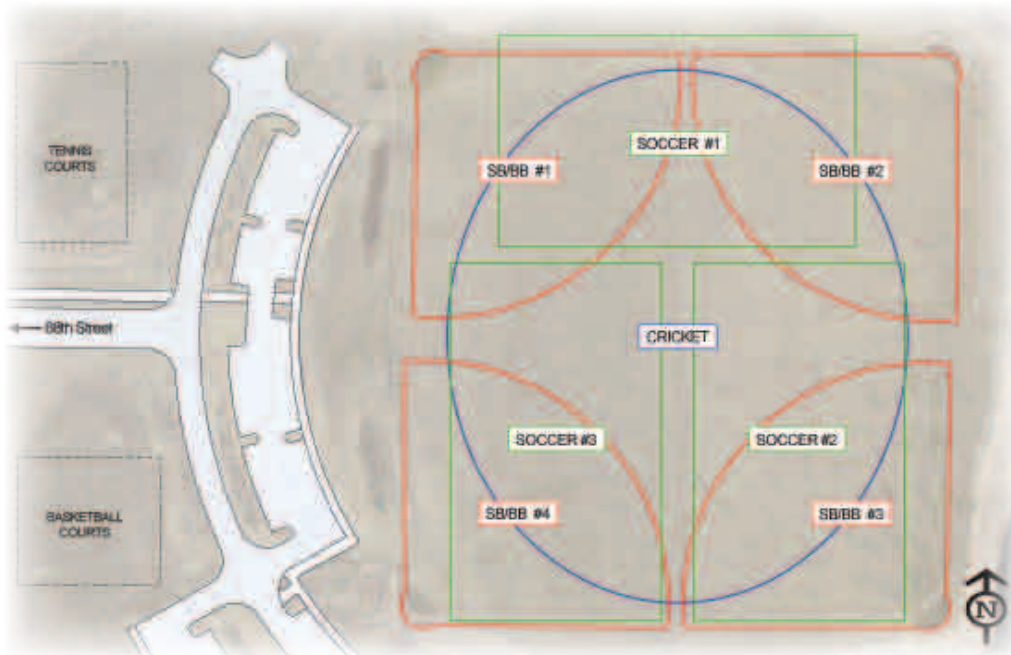 TENNIS
COURTS
SOCCER #1
SB/BB #1
SB/BB #2
88th Street
CRICKET
SOCCER #3
SOCCER #2
SB/BB #4
SB/BB #3
BASKETBALL
COURTS
N